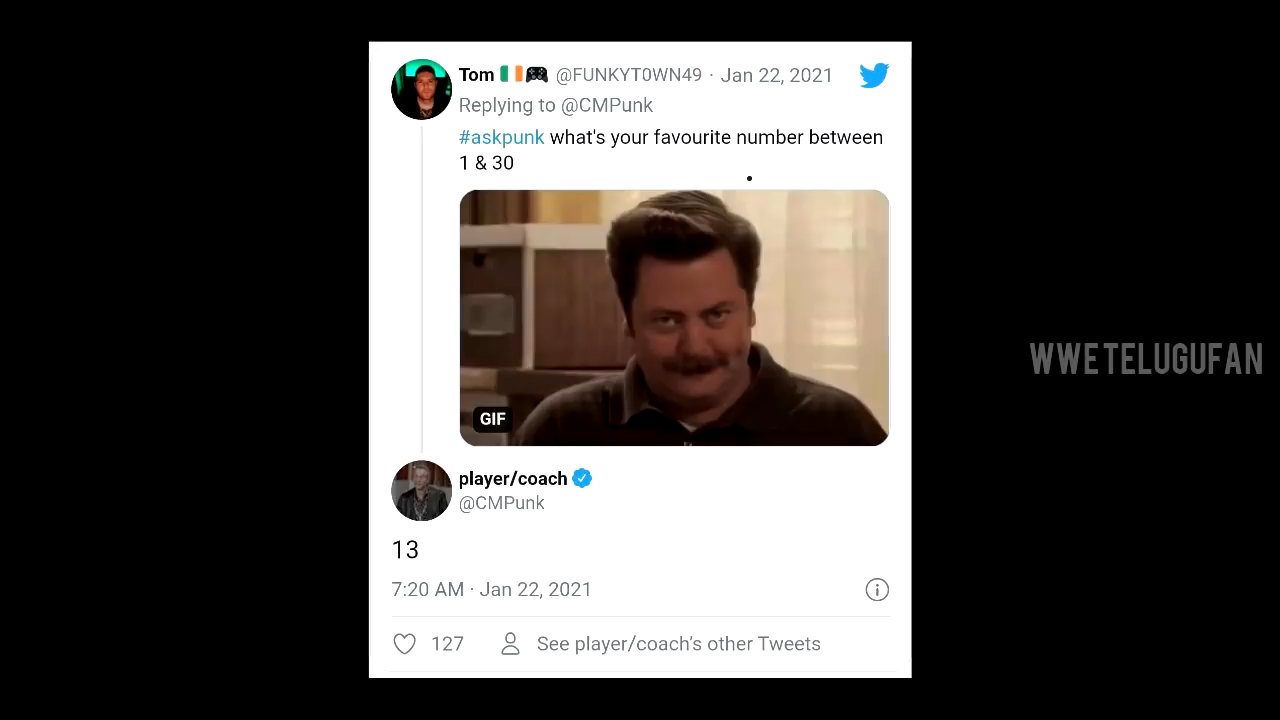 Tom 🇮🇪🎮 @FUNKYT0WN49 · Jan 22, 2021
Replying to @CMPunk
#askpunk what's your favourite number between
1 & 30
GIF
player/coach
@CMPunk
13
7:20 AM · Jan 22, 2021
127 See player/coach's other Tweets
WWETELUGUFAN